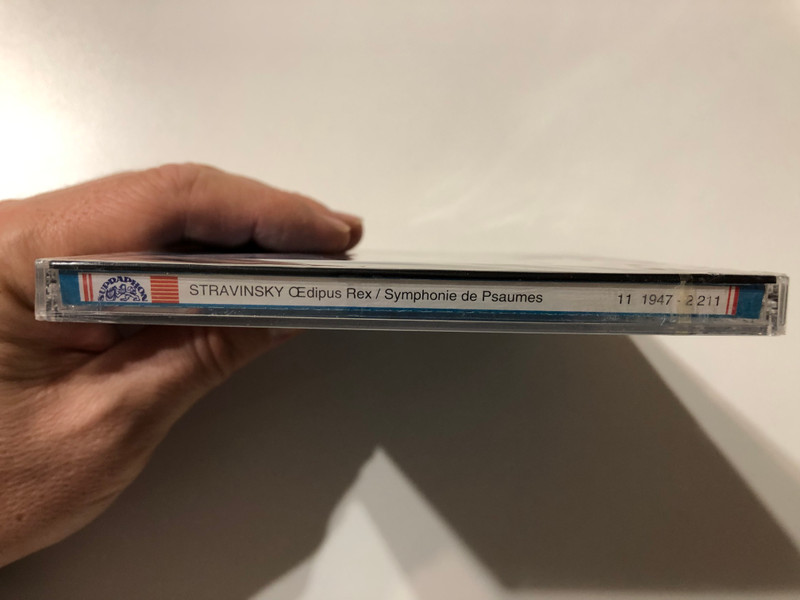 SUPRAPHON
STRAVINSKY Œdipus Rex / Symphonie de Psaumes
11 1947 - 2 211